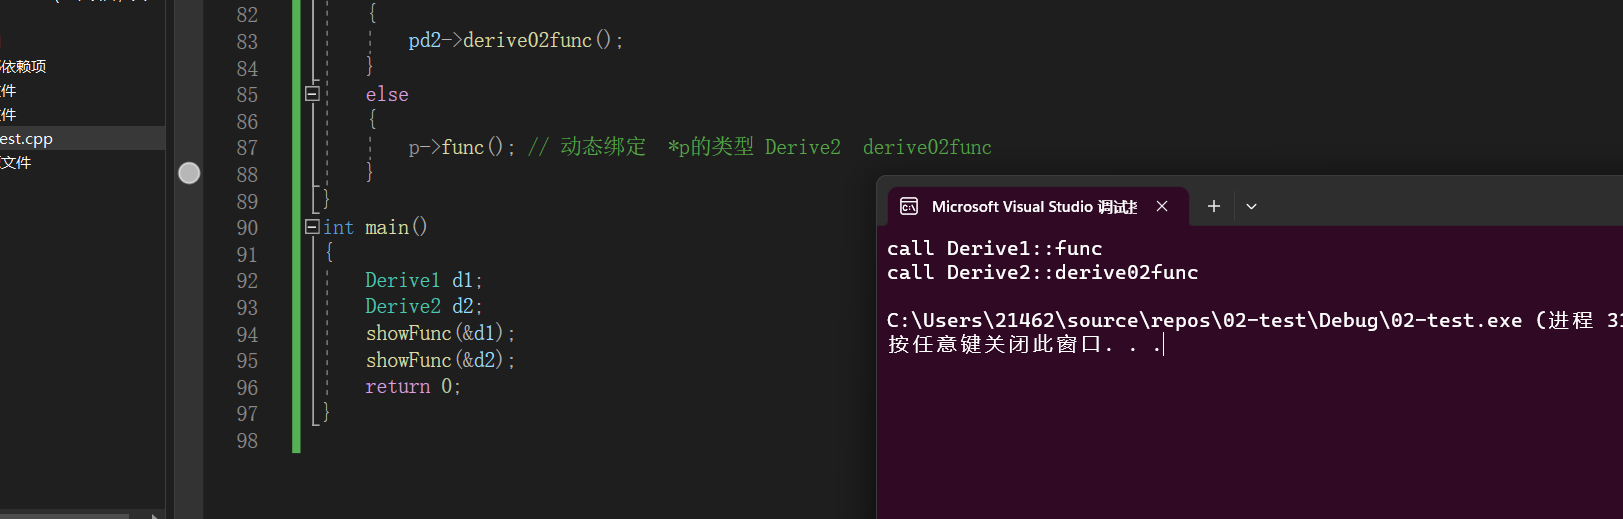 依赖项
件
件
est.cpp
文件
82 {
83 pd2->derive02func();
84 }
85 else
86 {
87 p->func(); // 动态绑定 *p的类型 Derive2 derive02func
88 }
89 }
90 int main()
91 {
92 Derive1 d1;
93 Derive2 d2;
94 showFunc(&d1);
95 showFunc(&d2);
96 return 0;
97 }
98
Microsoft Visual Studio 调试
call Derive1::func
call Derive2::derive02func
C:\Users\21462\source\repos\02-test\Debug\02-test.exe (进程 31
按任意键关闭此窗口. . .